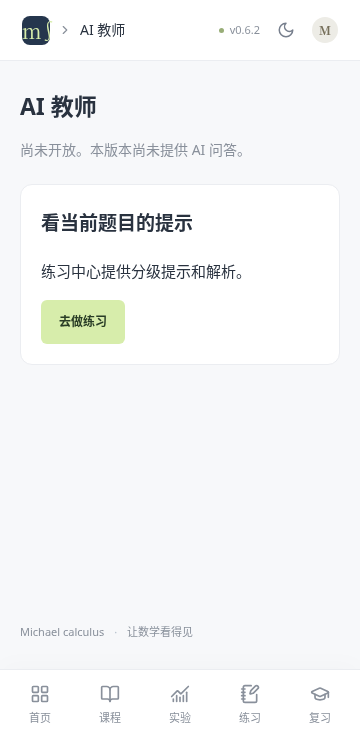 m∫ AI 教师 v0.6.2 M
AI 教师
尚未开放。本版本尚未提供 AI 问答。
看当前题目的提示
练习中心提供分级提示和解析。
去做练习
Michael calculus · 让数学看得见
首页 课程 实验 练习 复习